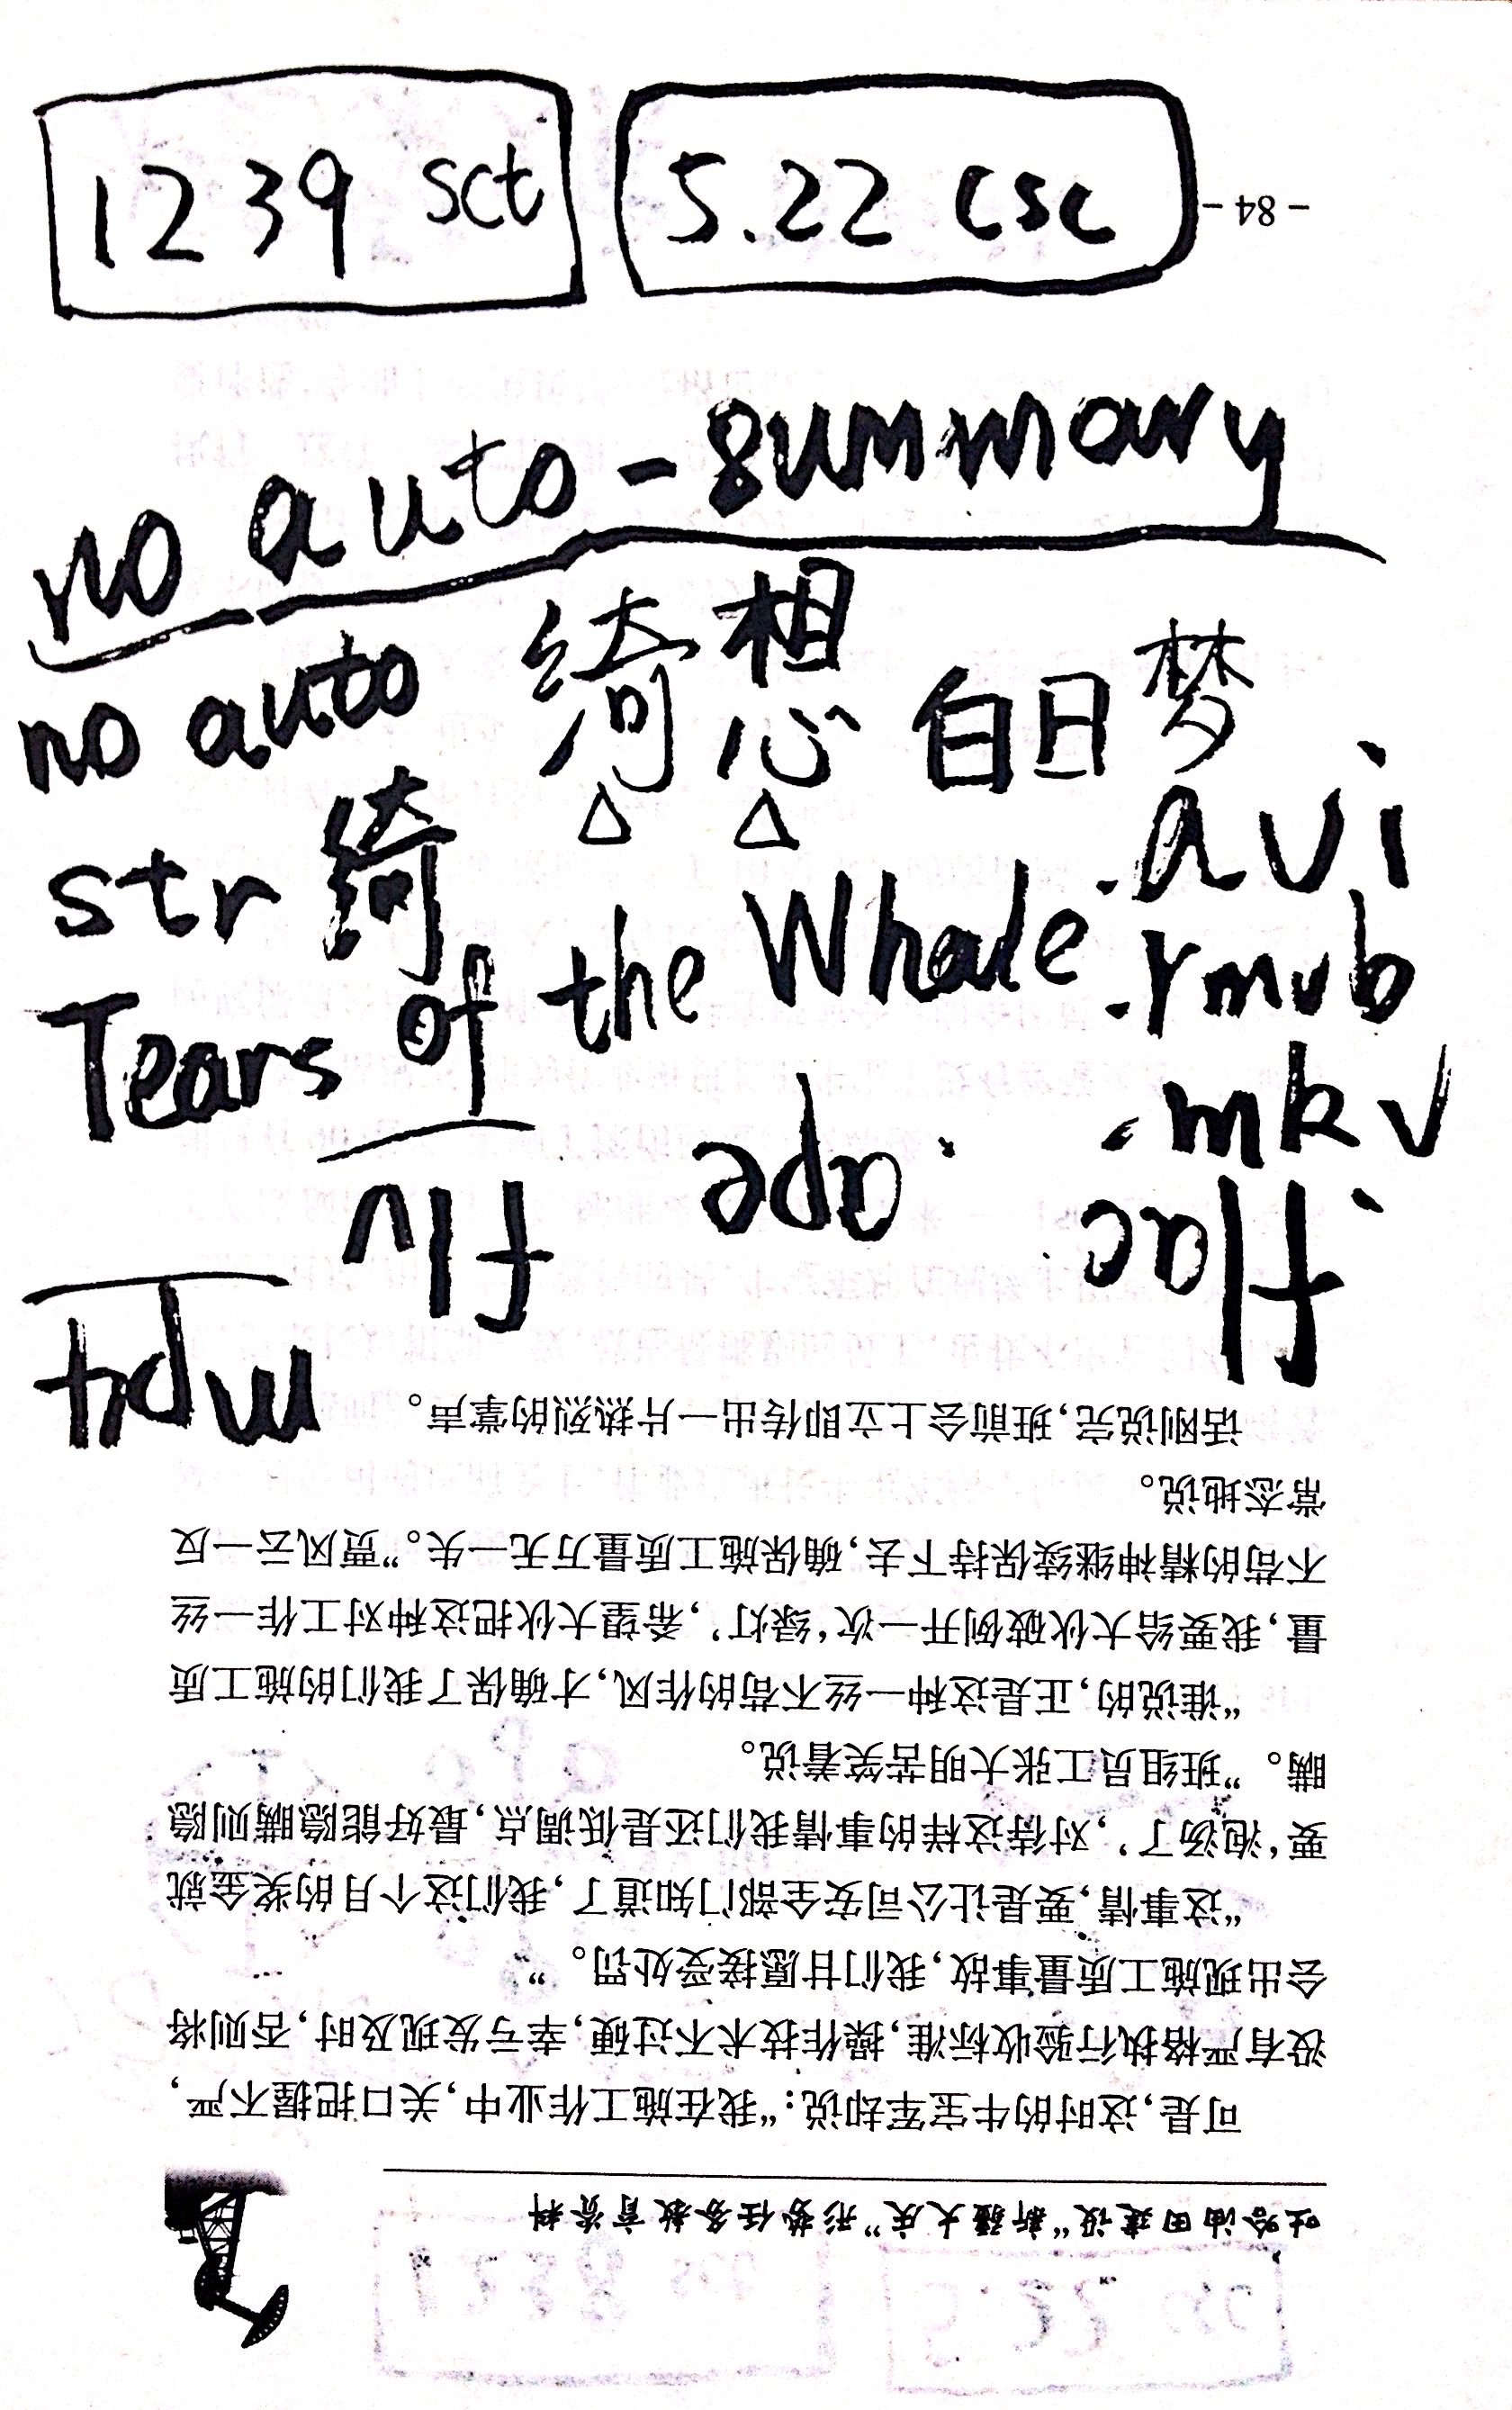 1239 sct
5.22 csc
no auto-summary
no auto 绮想白日梦
str 绮
Tears of the Whale
.avi
.rmvb
.mkv
.flac
.ape
flv
mp4
吐哈油田建设“新疆大庆”形势任务教育资料
可是,这时的牛宝军却说:“我在施工作业中,关口把握不严,
没有严格执行验收标准,操作技术不过硬,幸亏发现及时,否则将
会出现施工质量事故,我们甘愿接受处罚。”
“这事情,要是让公司安全部门知道了,我们这个月的奖金就
要‘泡汤了’,对待这样的事情我们还是低调点,最好能隐瞒则隐
瞒。”班组员工张大明苦笑着说。
“谁说的,正是这种一丝不苟的作风,才确保了我们的施工质
量,我要给大伙破例开一次‘绿灯’,希望大伙把这种对工作一丝
不苟的精神继续保持下去,确保施工质量万无一失。”贾风云一反
常态地说。
话刚说完,班前会上立即传出一片热烈的掌声。
- 84 -